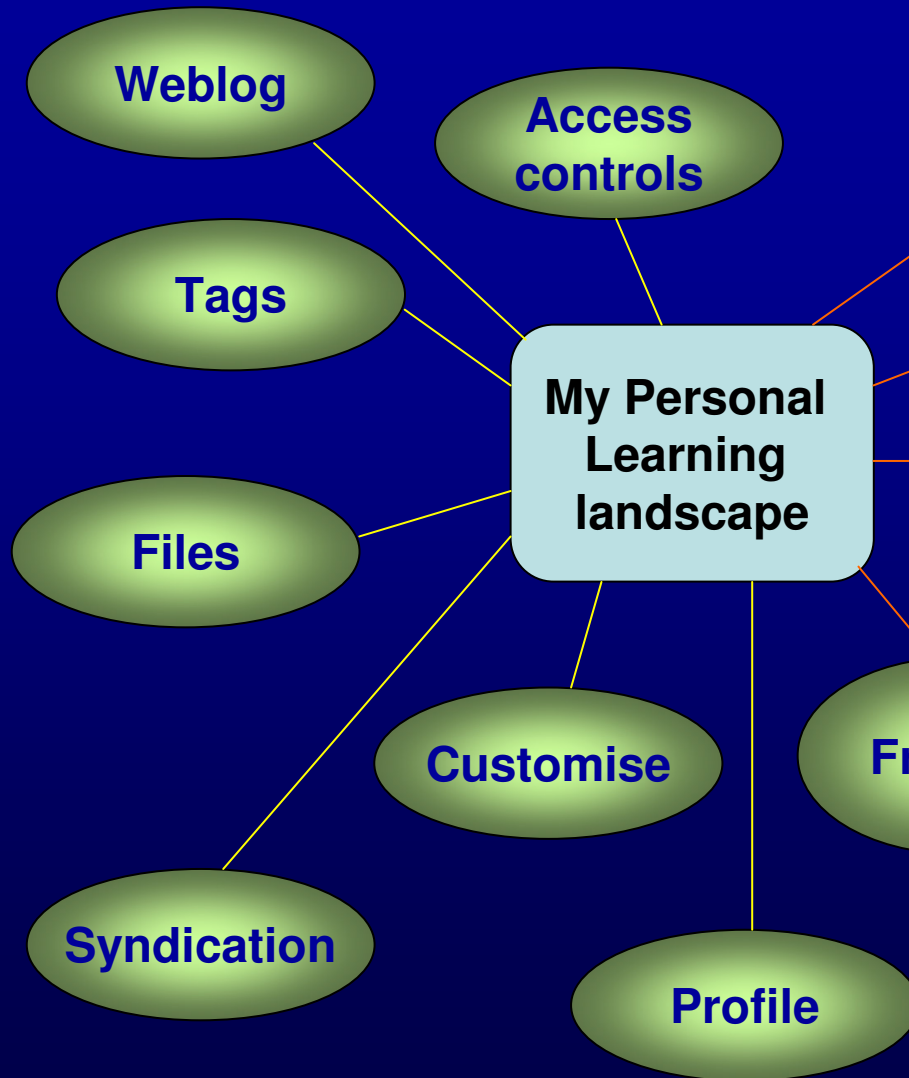 Weblog
Access
controls
Tags
My Personal
Learning
landscape
Files
Customise
Syndication
Profile